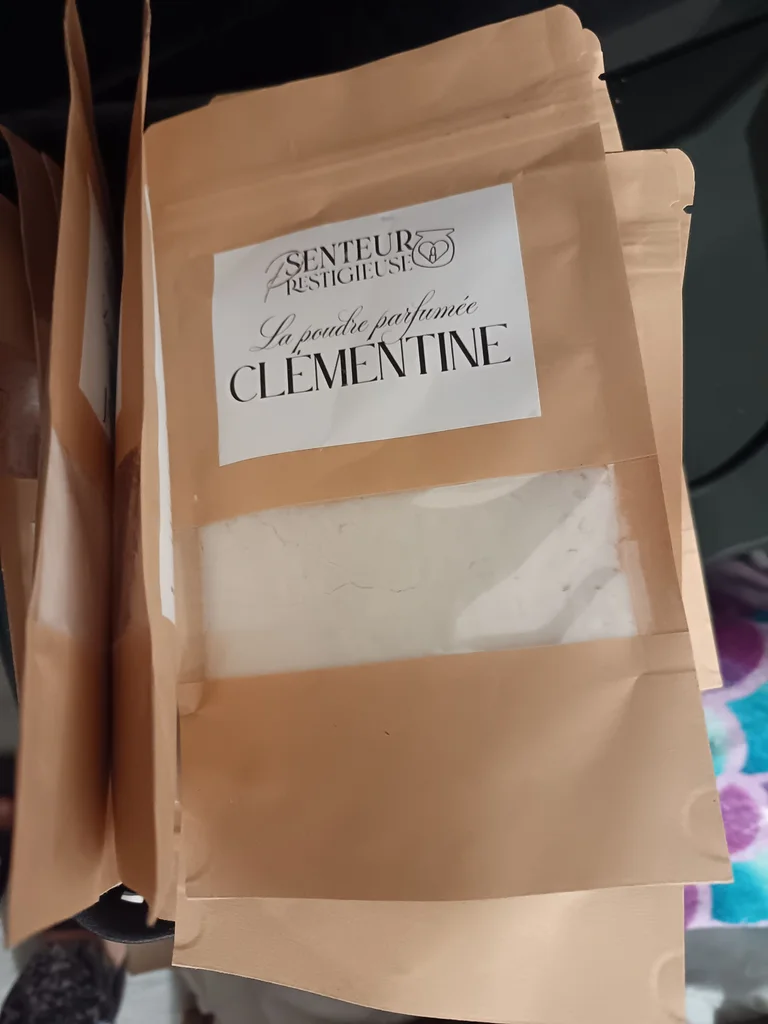 SENTEUR
PRESTIGIEUSE
A
La poudre parfumée
CLÉMENTINE